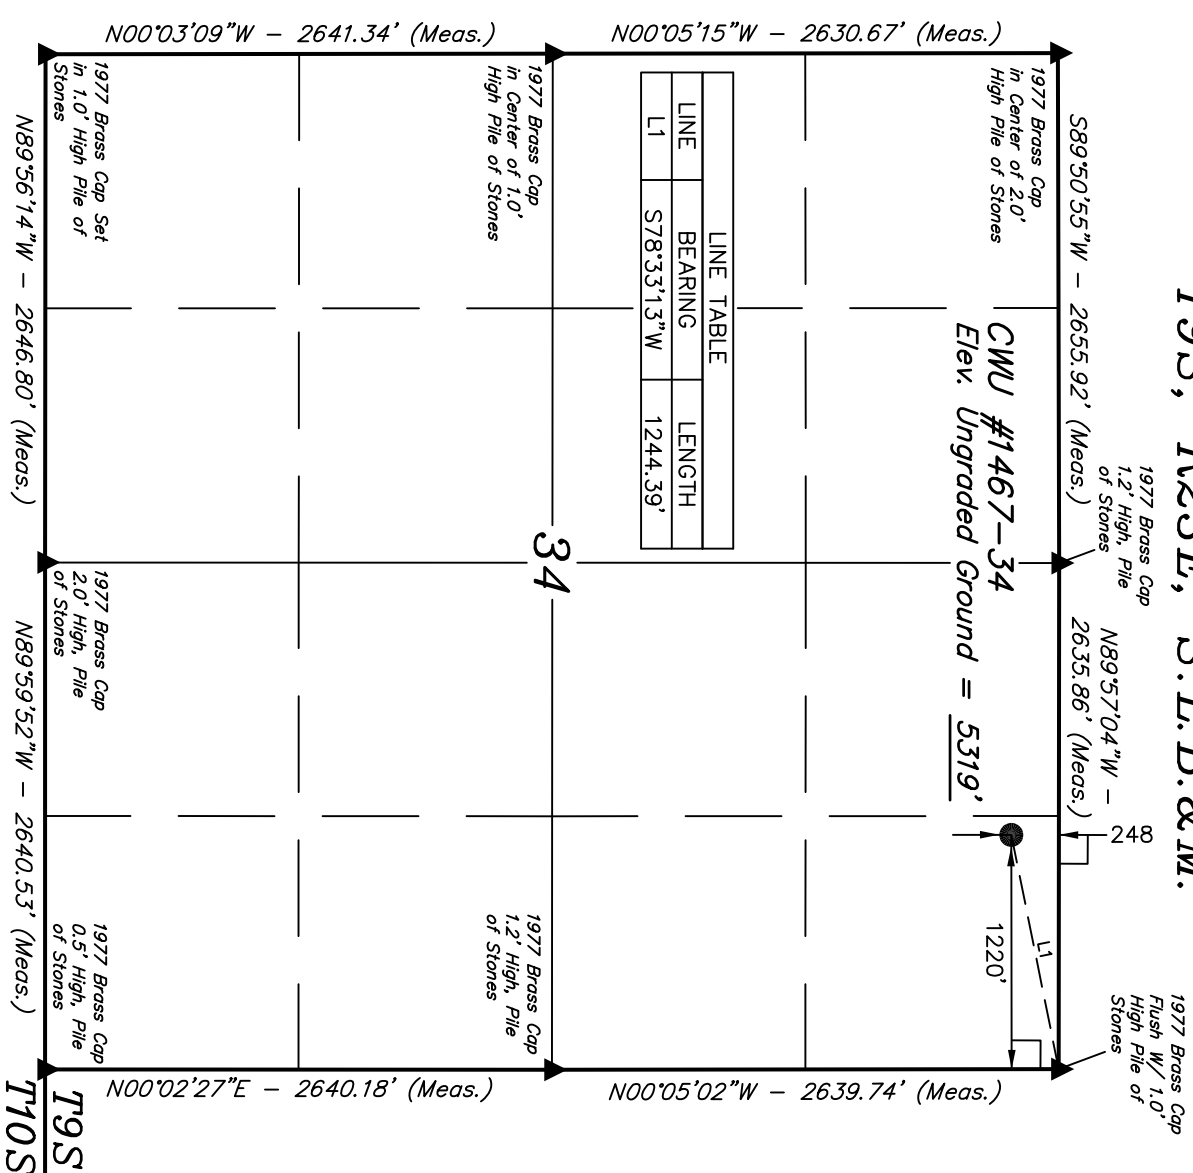 T9S, R23E, S.L.B.&M.
S89°50'55"W – 2655.92' (Meas.)
N89°57'04"W –
2635.86' (Meas.)
1977 Brass Cap
in Center of 2.0'
High Pile of Stones
1977 Brass Cap
1.2' High, Pile
of Stones
1977 Brass Cap
Flush W/ 1.0'
High Pile of
Stones
248
1220'
L1
CWU #1467–34
Elev. Ungraded Ground = 5319'
LINE TABLE
LINE BEARING LENGTH
L1 S78°33'13"W 1244.39'
N00°05'15"W – 2630.67' (Meas.)
N00°05'02"W – 2639.74' (Meas.)
34
1977 Brass Cap
in Center of 1.0'
High Pile of Stones
1977 Brass Cap
1.2' High, Pile
of Stones
N00°03'09"W – 2641.34' (Meas.)
N00°02'27"E – 2640.18' (Meas.)
1977 Brass Cap Set
in 1.0' High Pile of
Stones
1977 Brass Cap
2.0' High, Pile
of Stones
1977 Brass Cap
0.5' High, Pile
of Stones
N89°56'14"W – 2646.80' (Meas.)
N89°59'52"W – 2640.53' (Meas.)
T9S
T10S